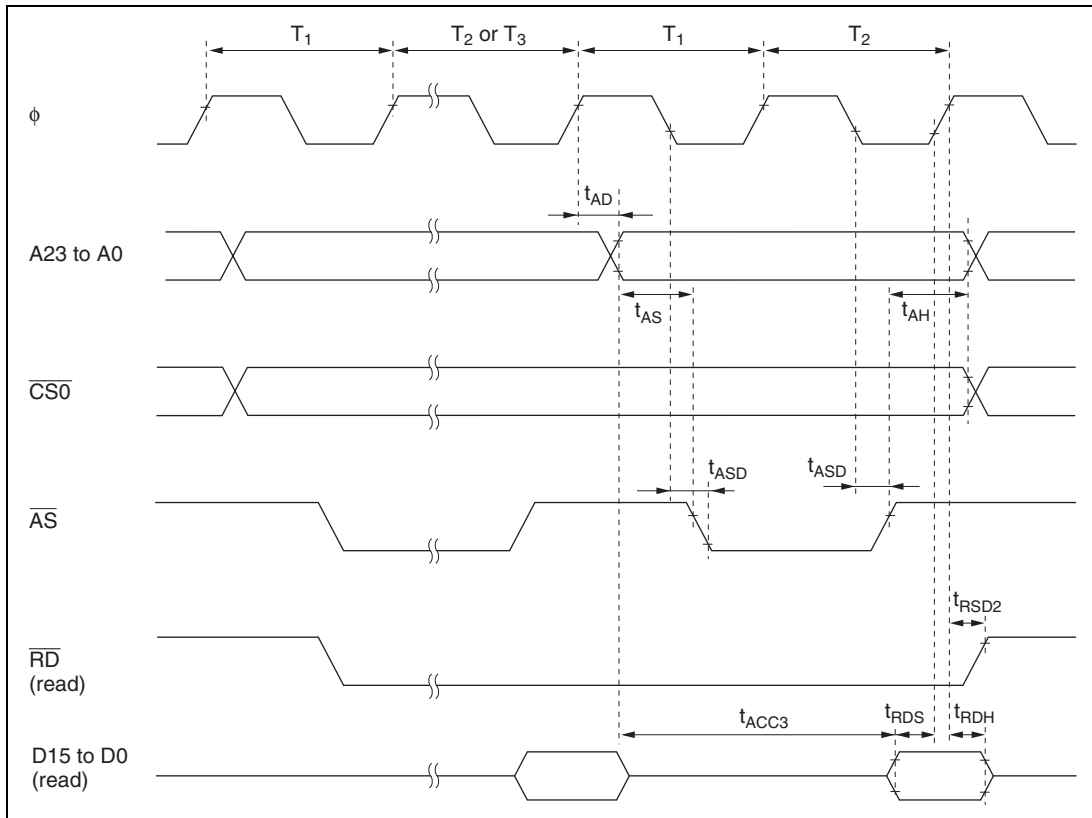 T1 T2 or T3 T1 T2
ϕ
tAD
A23 to A0
tAS tAH
CS0
tASD tASD
AS
tRSD2
RD
(read)
tACC3 tRDS tRDH
D15 to D0
(read)